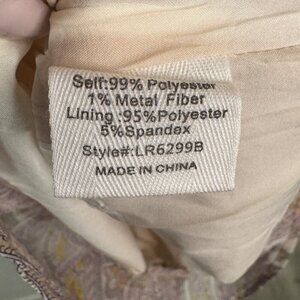 Self:99% Polyester
1% Metal Fiber
Lining :95%Polyester
5%Spandex
Style#:LR6299B
MADE IN CHINA